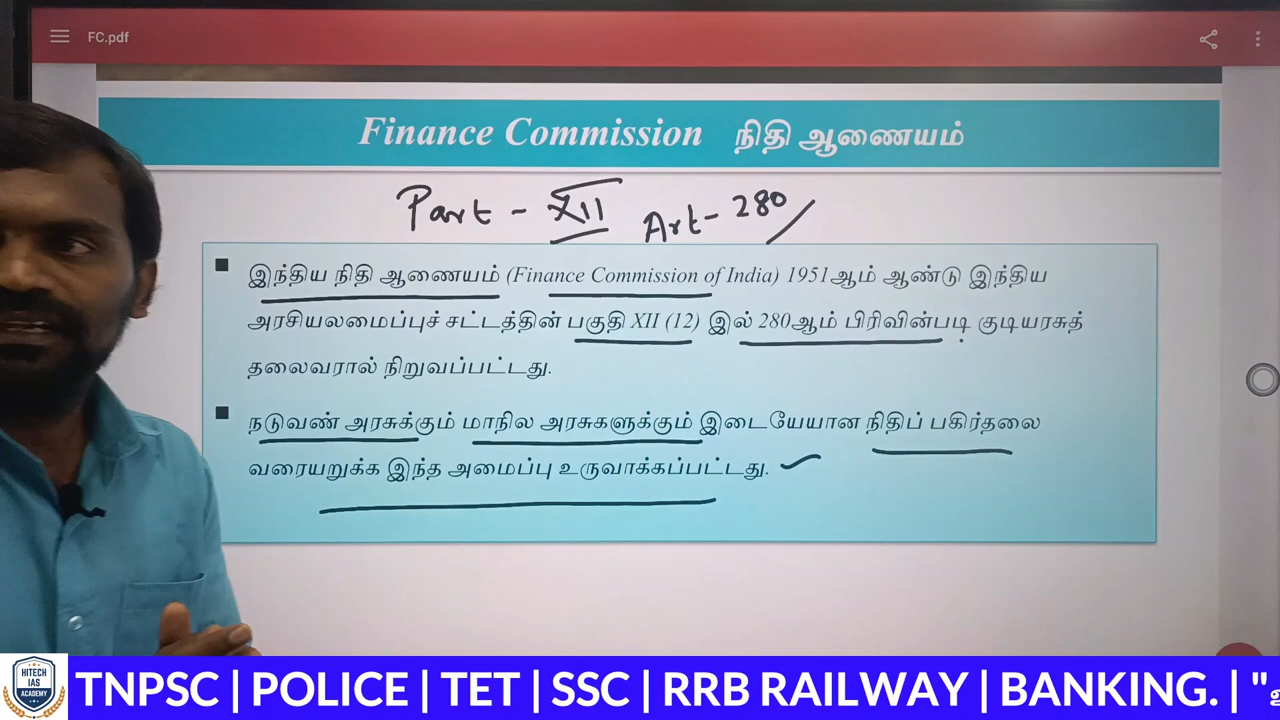 FC.pdf
Finance Commission நிதி ஆணையம்
Part - XII Art- 280/
இந்திய நிதி ஆணையம் (Finance Commission of India) 1951ஆம் ஆண்டு இந்திய
அரசியலமைப்புச் சட்டத்தின் பகுதி XII (12) இல் 280ஆம் பிரிவின்படி குடியரசுத்
தலைவரால் நிறுவப்பட்டது.
நடுவண் அரசுக்கும் மாநில அரசுகளுக்கும் இடையேயான நிதிப் பகிர்தலை
வரையறுக்க இந்த அமைப்பு உருவாக்கப்பட்டது.
HITECH
IAS
ACADEMY
TNPSC | POLICE | TET | SSC | RRB RAILWAY | BANKING. | "